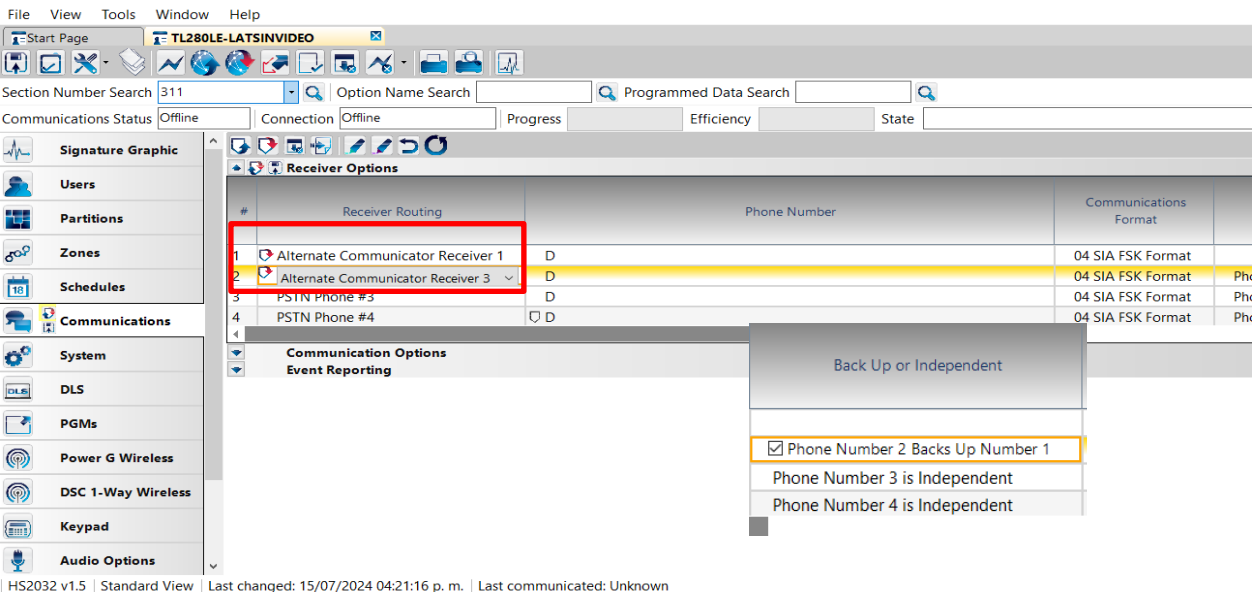 File View Tools Window Help
Start Page TL280LE-LATSINVIDEO
Section Number Search 311 Option Name Search Programmed Data Search
Communications Status Offline Connection Offline Progress Efficiency State
Signature Graphic
Users
Partitions
Zones
Schedules
18
Communications
System
DLS
DLS
PGMs
Power G Wireless
DSC 1-Way Wireless
Keypad
Audio Options
Receiver Options
# Receiver Routing Phone Number Communications Format
1 Alternate Communicator Receiver 1 D 04 SIA FSK Format
2 Alternate Communicator Receiver 3 D 04 SIA FSK Format Pho
3 PSTN Phone #3 D 04 SIA FSK Format Pho
4 PSTN Phone #4 D 04 SIA FSK Format Pho
Communication Options
Event Reporting
Back Up or Independent
Phone Number 2 Backs Up Number 1
Phone Number 3 is Independent
Phone Number 4 is Independent
HS2032 v1.5 Standard View Last changed: 15/07/2024 04:21:16 p. m. Last communicated: Unknown